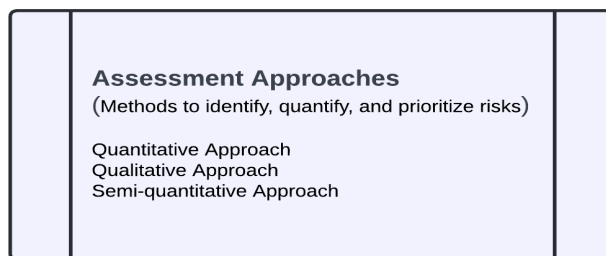 Assessment Approaches
(Methods to identify, quantify, and prioritize risks)
Quantitative Approach
Qualitative Approach
Semi-quantitative Approach